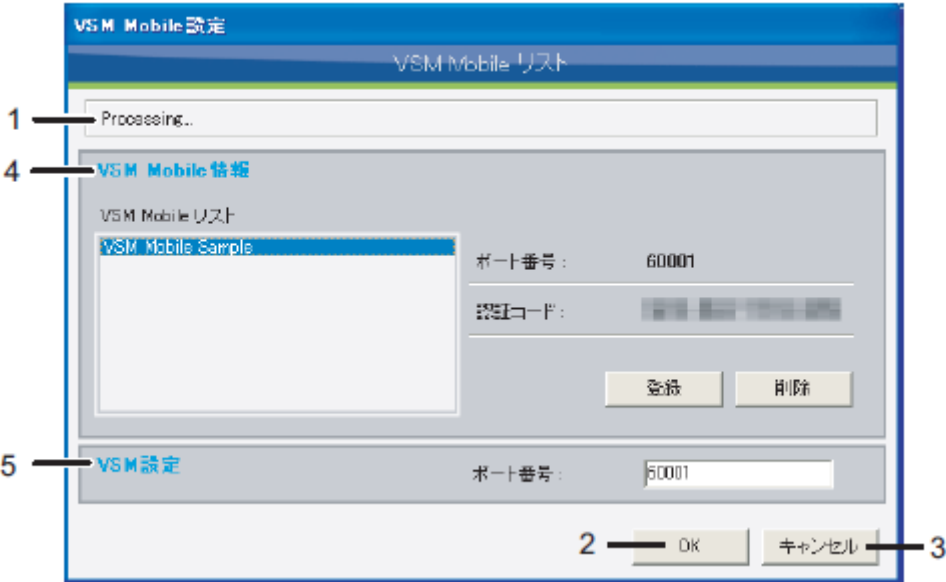 VSM Mobile設定
VSM Mobile リスト
1
Processing...
4
VSM Mobile情報
VSM Mobile リスト
VSM Mobile Sample
ポート番号 : 60001
認証コード :
登録 削除
5
VSM設定
ポート番号 : 60001
2 OK キャンセル 3